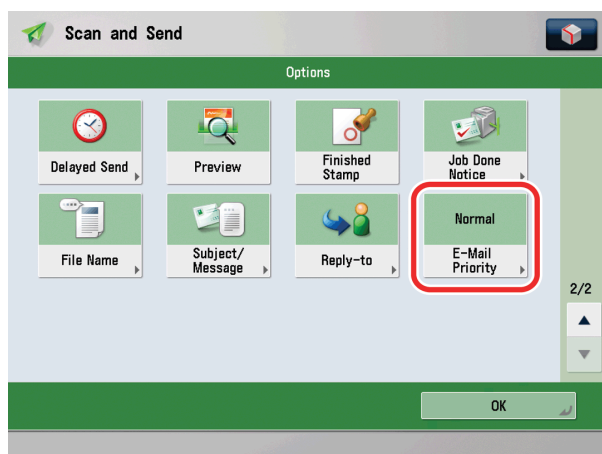 Scan and Send
Options
Delayed Send
Preview
Finished
Stamp
Job Done
Notice
File Name
Subject/
Message
Reply-to
Normal
E-Mail
Priority
2/2
OK